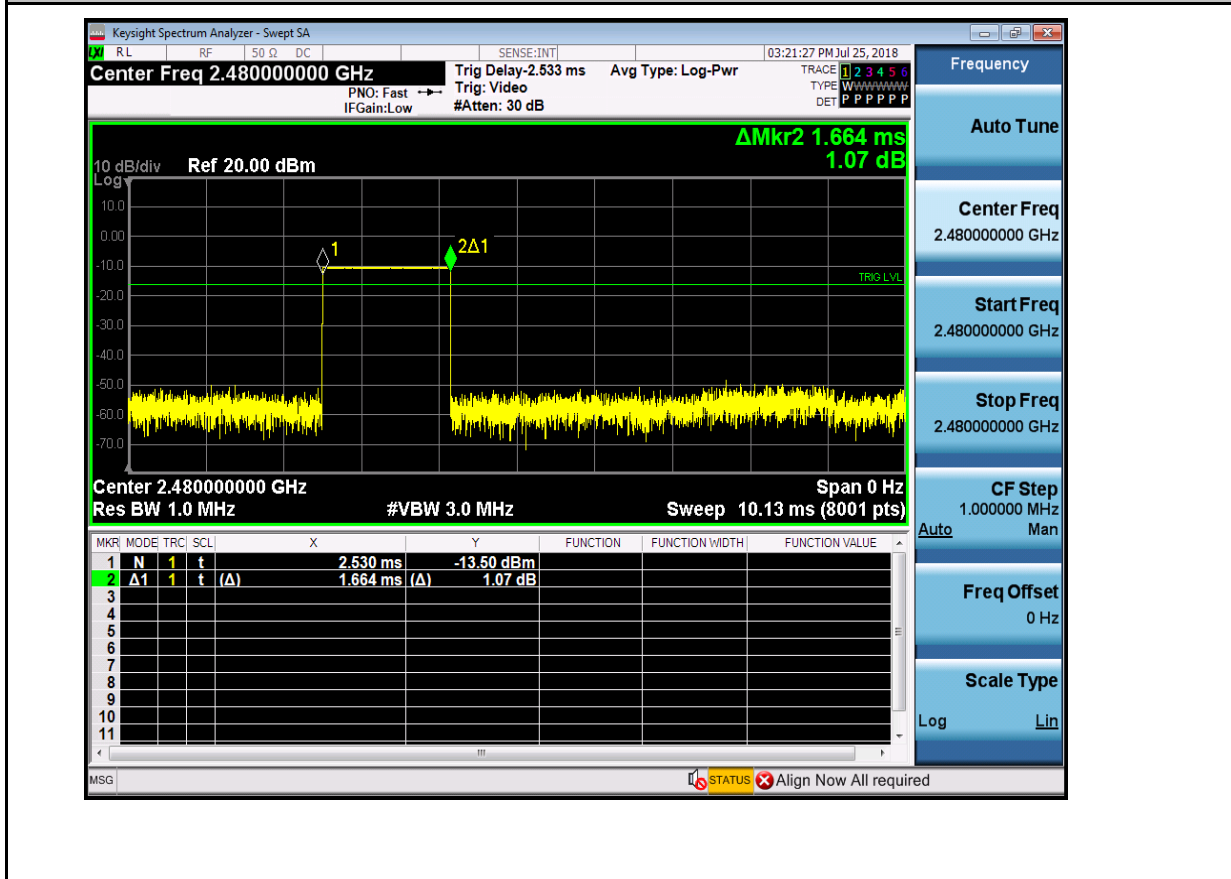 Keysight Spectrum Analyzer - Swept SA
LXI RL RF 50 Ω DC SENSE:INT 03:21:27 PM Jul 25, 2018
Center Freq 2.480000000 GHz Trig Delay-2.533 ms Avg Type: Log-Pwr TRACE 1 2 3 4 5 6
PNO: Fast Trig: Video TYPE WWWWWW
IFGain:Low #Atten: 30 dB DET P P P P P P
ΔMkr2 1.664 ms
1.07 dB
10 dB/div Ref 20.00 dBm
Log
10.0
0.00
-10.0
-20.0
-30.0
-40.0
-50.0
-60.0
-70.0
1
2Δ1
TRIG LVL
Center 2.480000000 GHz Span 0 Hz
Res BW 1.0 MHz #VBW 3.0 MHz Sweep 10.13 ms (8001 pts)
MKR MODE TRC SCL X Y FUNCTION FUNCTION WIDTH FUNCTION VALUE
1 N 1 t 2.530 ms -13.50 dBm
2 Δ1 1 t (Δ) 1.664 ms (Δ) 1.07 dB
3
4
5
6
7
8
9
10
11
MSG STATUS Align Now All required
Frequency
Auto Tune
Center Freq
2.480000000 GHz
Start Freq
2.480000000 GHz
Stop Freq
2.480000000 GHz
CF Step
1.000000 MHz
Auto Man
Freq Offset
0 Hz
Scale Type
Log Lin